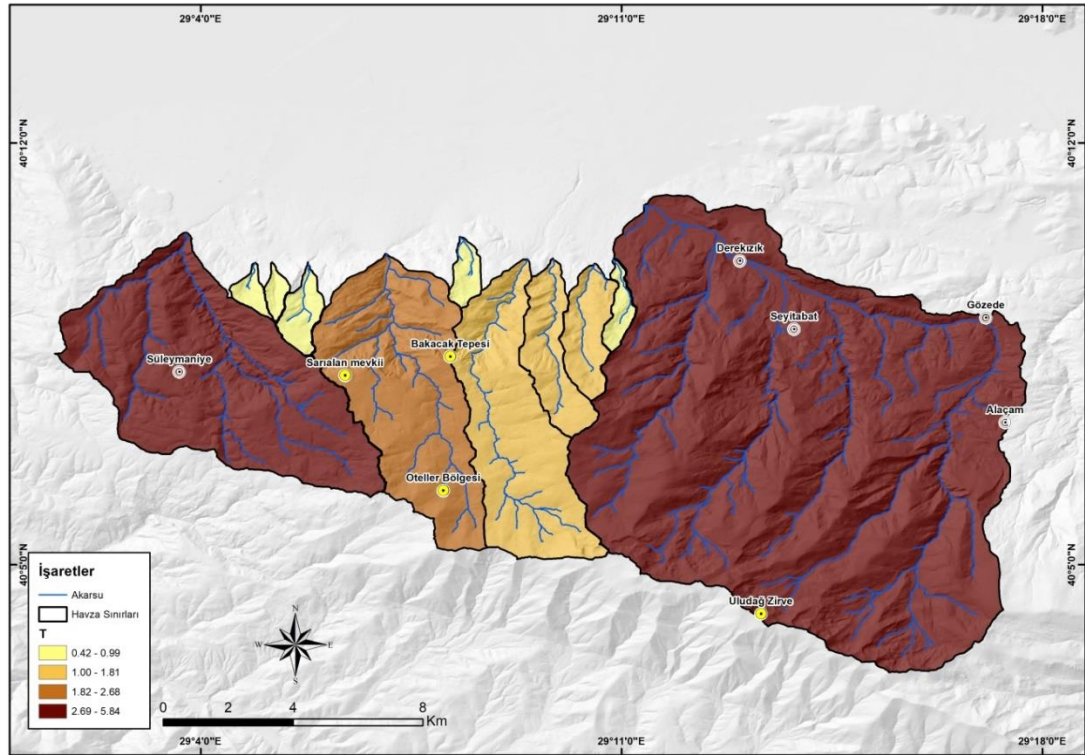 29°4'0"E
29°11'0"E
29°18'0"E
40°12'0"N
40°12'0"N
Derekızık
Gözede
Seyitabat
Bakacak Tepesi
Süleymaniye
Sarıalan mevkii
Alaçam
Oteller Bölgesi
40°5'0"N
40°5'0"N
Uludağ Zirve
İşaretler
Akarsu
Havza Sınırları
T
0.42 - 0.99
1.00 - 1.81
1.82 - 2.68
2.69 - 5.84
N
W
E
S
0 2 4 8
Km
29°4'0"E
29°11'0"E
29°18'0"E